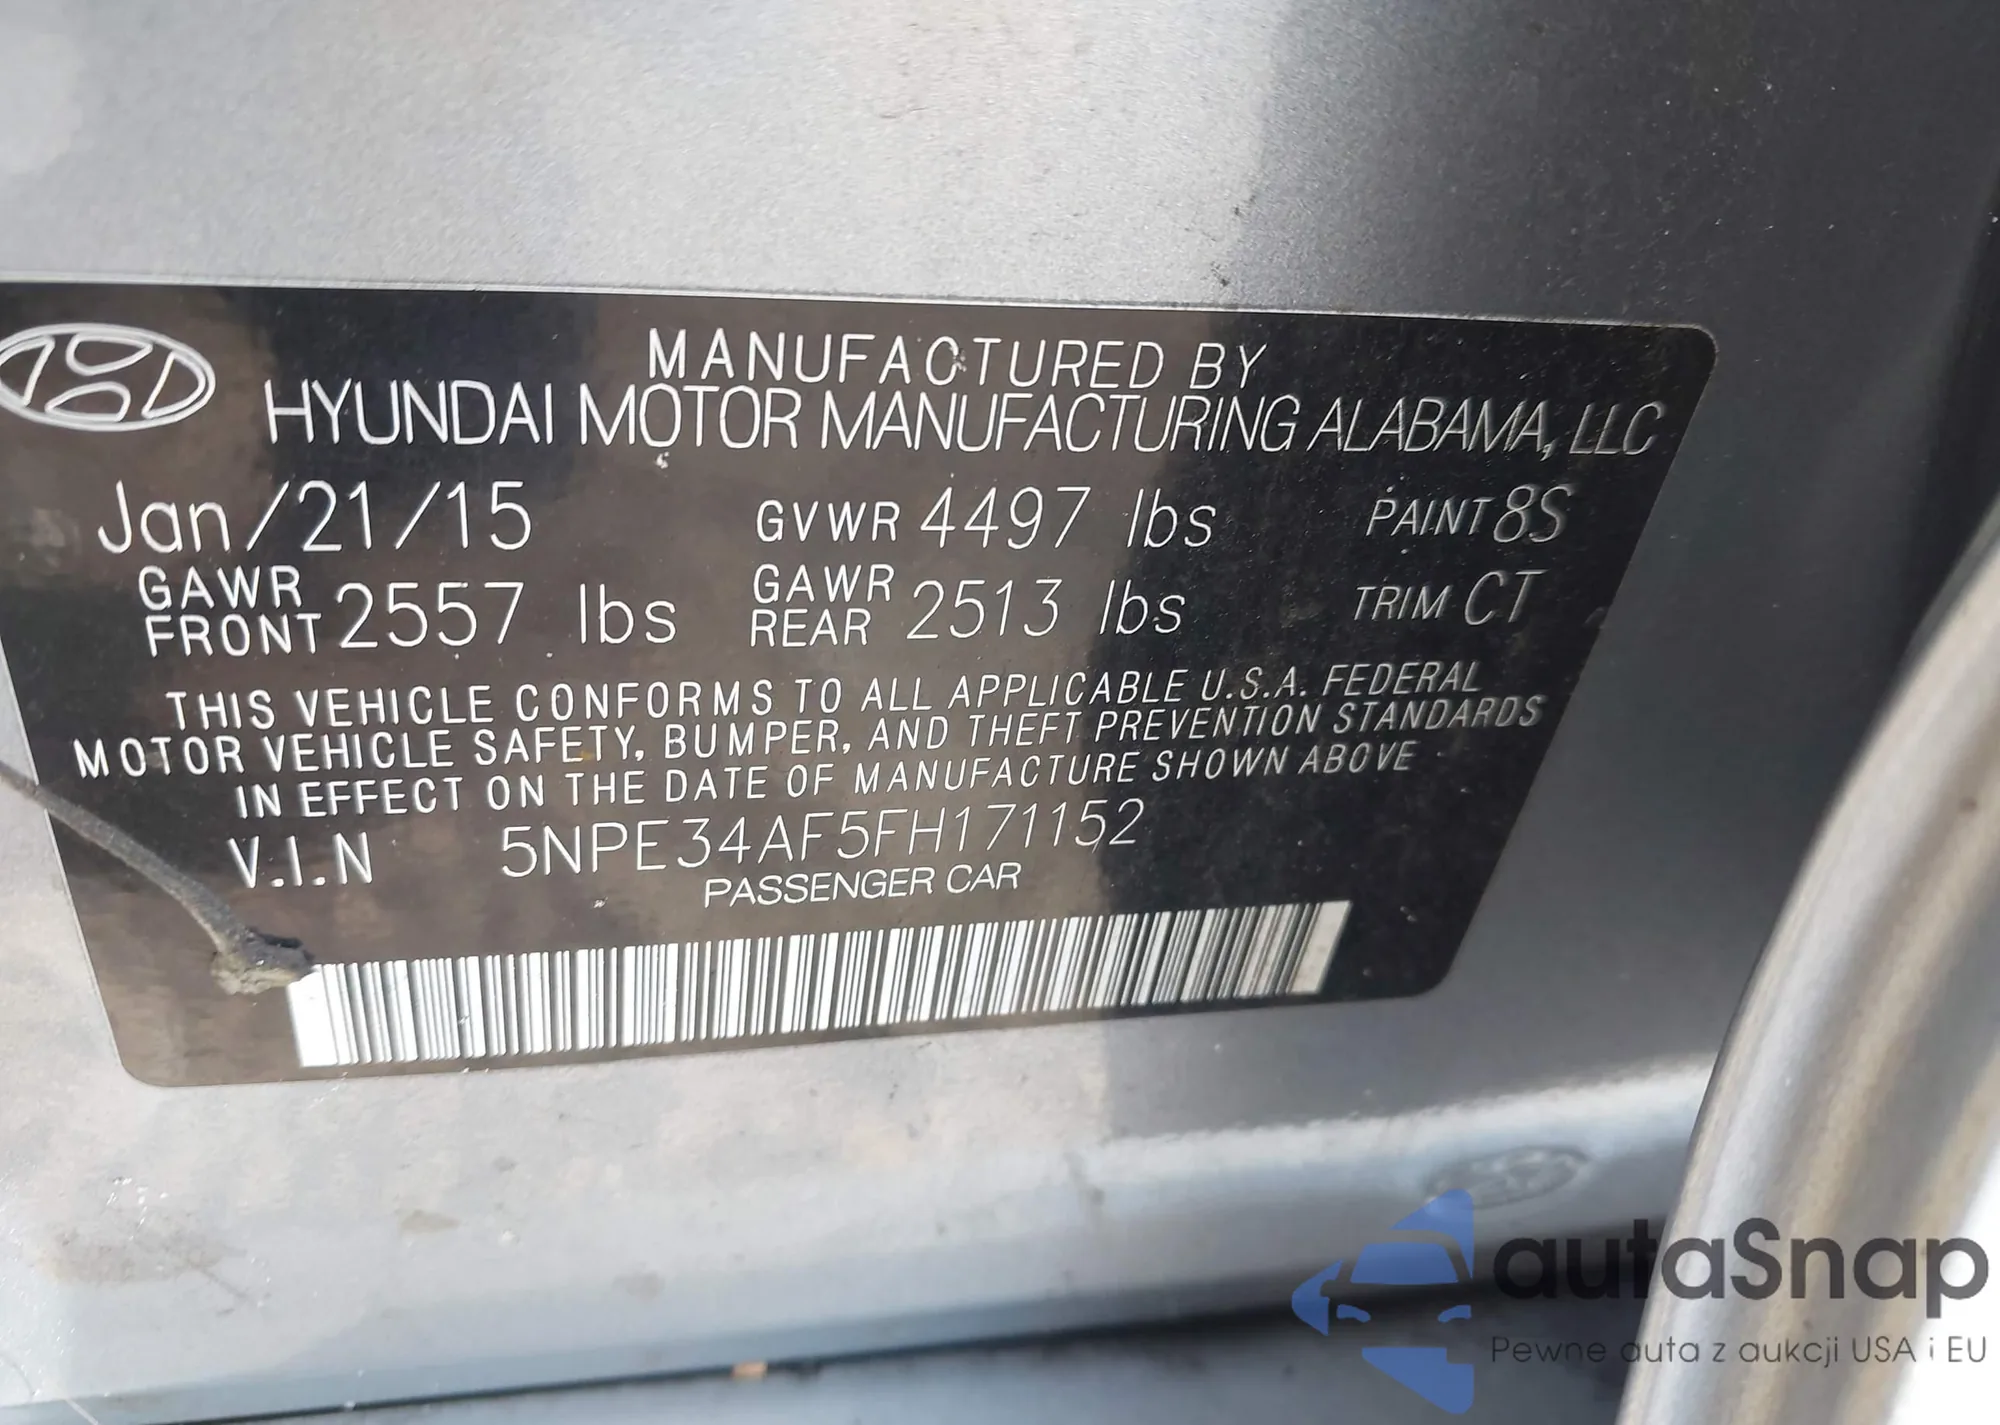 MANUFACTURED BY
HYUNDAI MOTOR MANUFACTURING ALABAMA, LLC
Jan/21/15 GVWR 4497 lbs PAINT 8S
GAWR FRONT 2557 lbs GAWR REAR 2513 lbs TRIM CT
THIS VEHICLE CONFORMS TO ALL APPLICABLE U.S.A. FEDERAL
MOTOR VEHICLE SAFETY, BUMPER, AND THEFT PREVENTION STANDARDS
IN EFFECT ON THE DATE OF MANUFACTURE SHOWN ABOVE
V.I.N 5NPE34AF5FH171152
PASSENGER CAR
autaSnap
Pewne auta z aukcji USA i EU